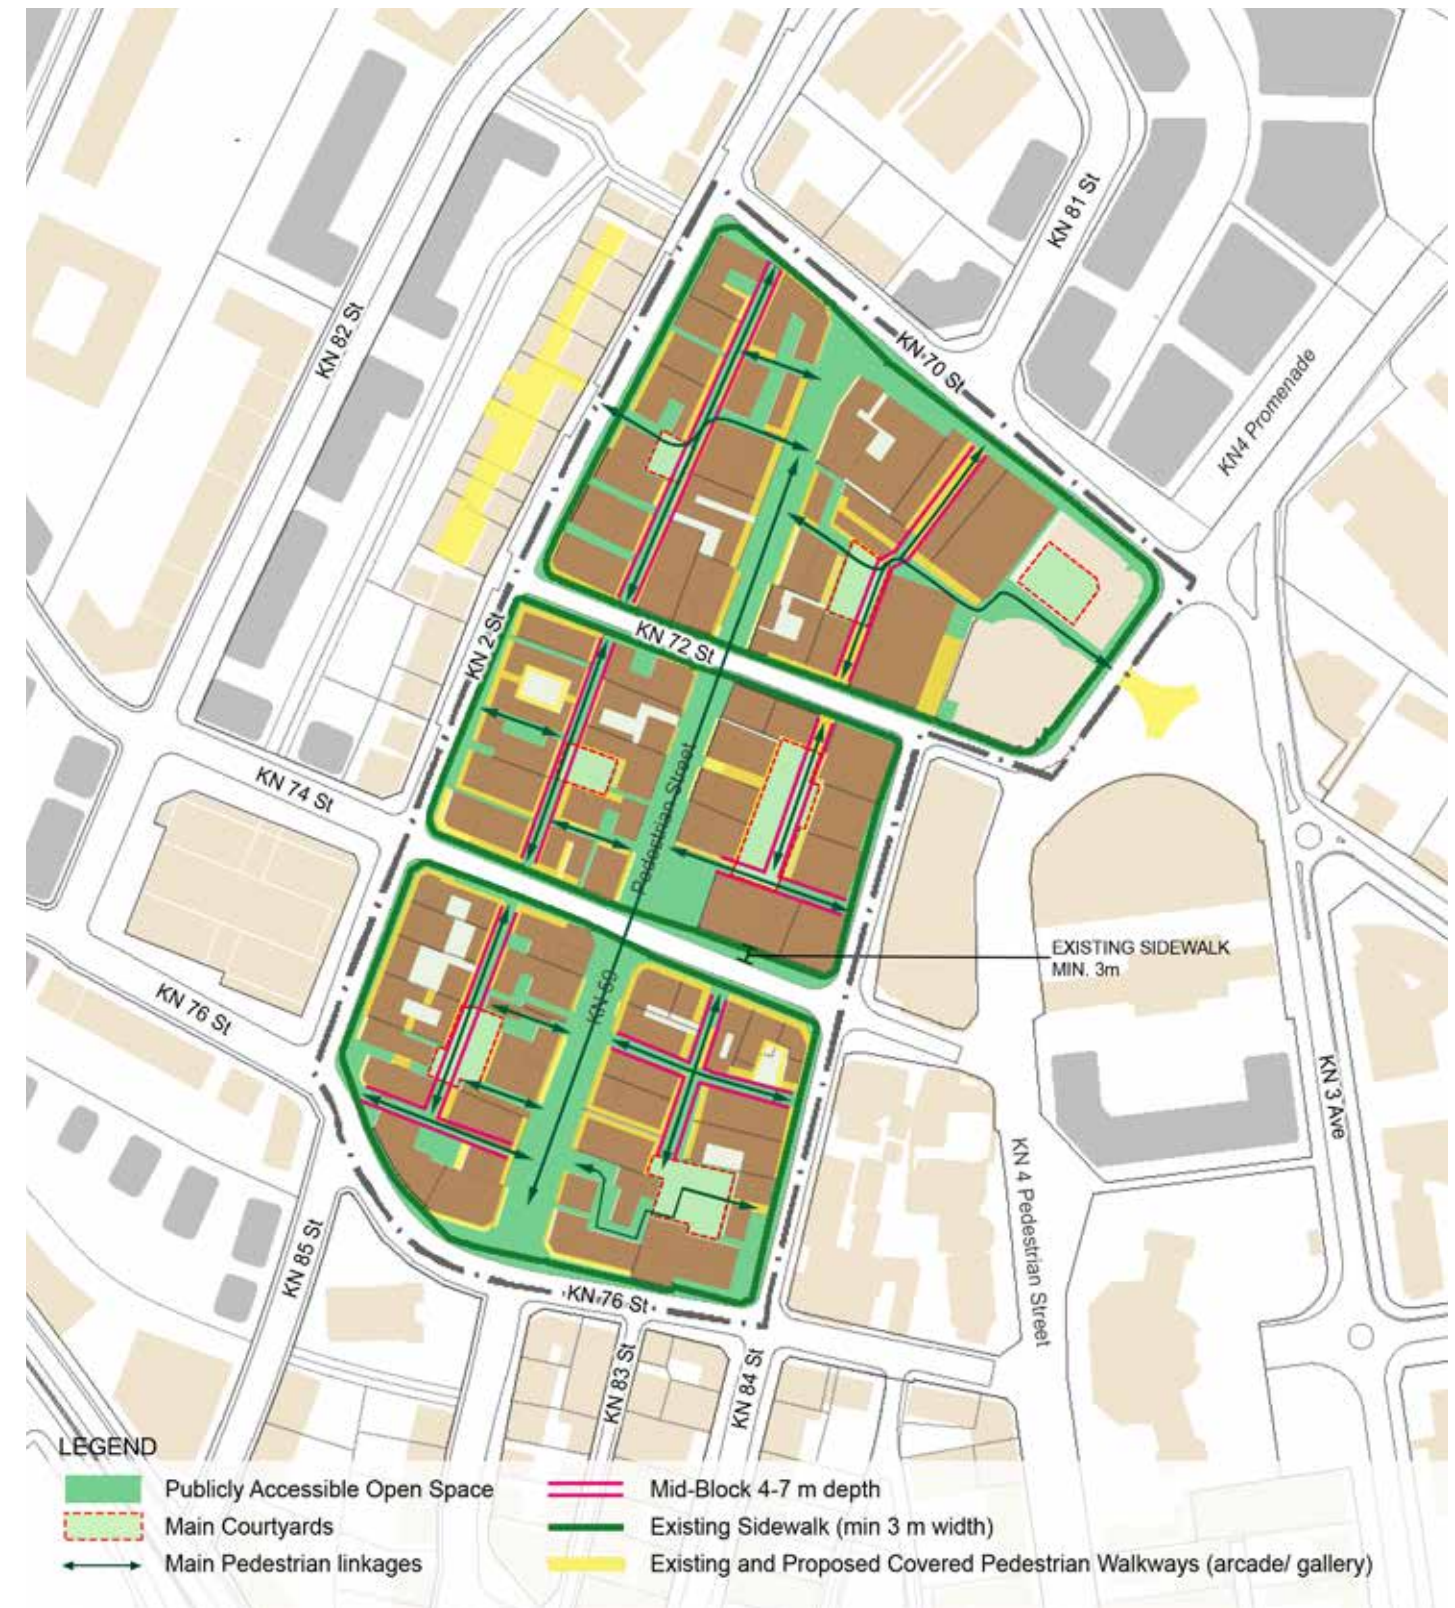 KN 81 St
KN 82 St
KN 70 St
KN4 Promenade
KN 2 St
KN 72 St
Pedestrian Street
KN 74 St
EXISTING SIDEWALK
MIN. 3m
KN 59
KN 76 St
KN 3 Ave
KN 4 Pedestrian Street
KN 85 St
KN 76 St
KN 83 St
KN 84 St
LEGEND
Publicly Accessible Open Space
Main Courtyards
Main Pedestrian linkages
Mid-Block 4-7 m depth
Existing Sidewalk (min 3 m width)
Existing and Proposed Covered Pedestrian Walkways (arcade/ gallery)